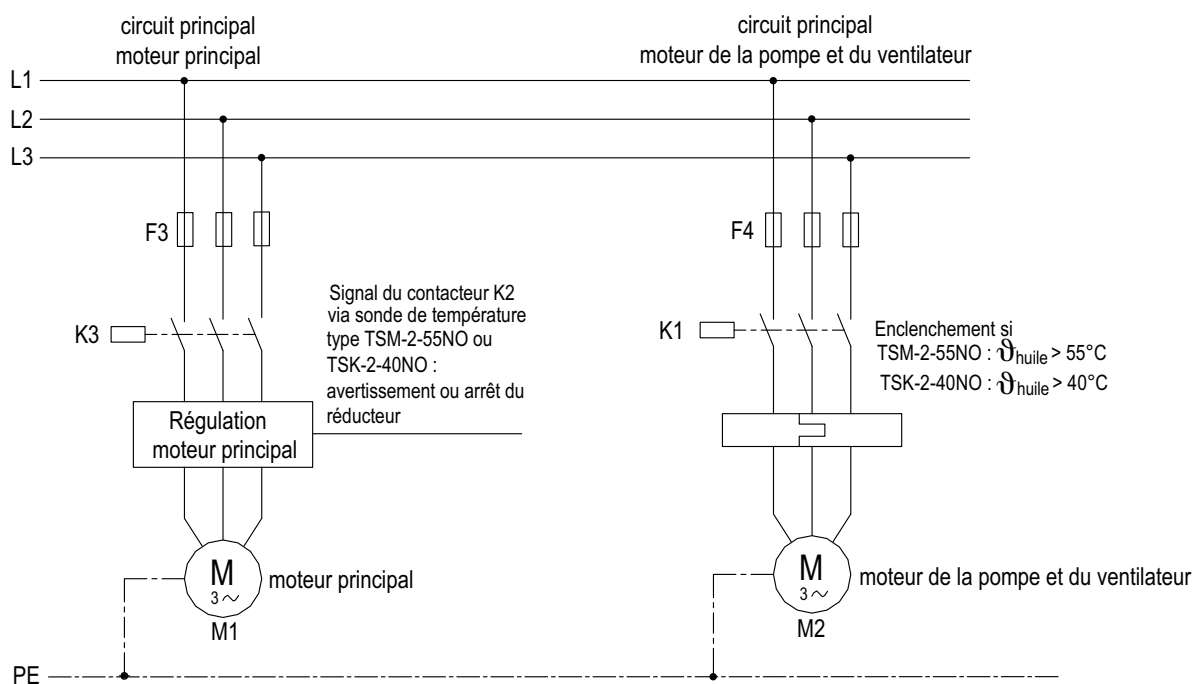 circuit principal
moteur principal
circuit principal
moteur de la pompe et du ventilateur
L1
L2
L3
F3
F4
Signal du contacteur K2
via sonde de température
type TSM-2-55NO ou
TSK-2-40NO :
avertissement ou arrêt du
réducteur
K3
K1
Enclenchement si
TSM-2-55NO : ϑhuile > 55°C
TSK-2-40NO : ϑhuile > 40°C
Régulation
moteur principal
M
3~
moteur principal
M1
M
3~
moteur de la pompe et du ventilateur
M2
PE